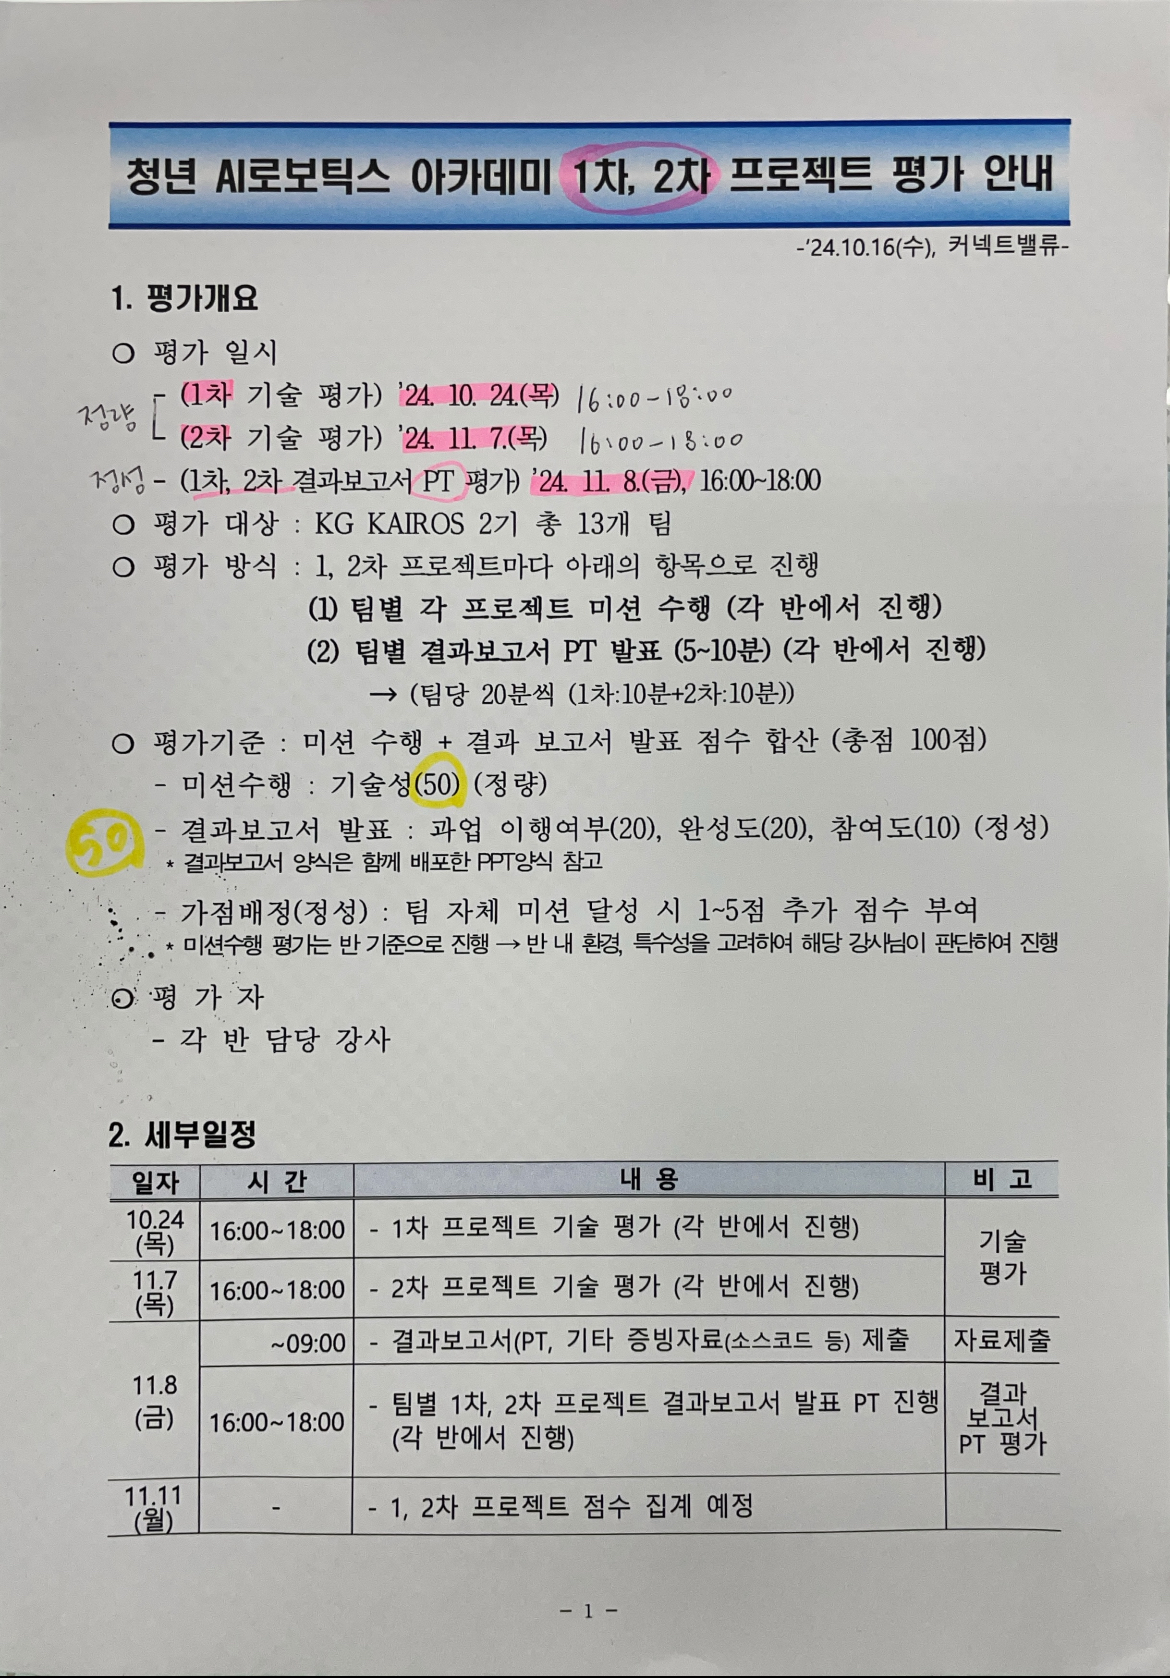 청년 AI로보틱스 아카데미 1차, 2차 프로젝트 평가 안내
-'24.10.16(수), 커넥트밸류-
1. 평가개요
○ 평가 일시
정량
- (1차 기술 평가) '24. 10. 24.(목) 16:00-18:00
- (2차 기술 평가) '24. 11. 7.(목) 16:00-18:00
정성 - (1차, 2차 결과보고서 PT 평가) '24. 11. 8.(금), 16:00~18:00
○ 평가 대상 : KG KAIROS 2기 총 13개 팀
○ 평가 방식 : 1, 2차 프로젝트마다 아래의 항목으로 진행
(1) 팀별 각 프로젝트 미션 수행 (각 반에서 진행)
(2) 팀별 결과보고서 PT 발표 (5~10분) (각 반에서 진행)
→ (팀당 20분씩 (1차:10분+2차:10분))
○ 평가기준 : 미션 수행 + 결과 보고서 발표 점수 합산 (총점 100점)
- 미션수행 : 기술성(50) (정량)
50 - 결과보고서 발표 : 과업 이행여부(20), 완성도(20), 참여도(10) (정성)
* 결과보고서 양식은 함께 배포한 PPT양식 참고
- 가점배정(정성) : 팀 자체 미션 달성 시 1~5점 추가 점수 부여
* 미션수행 평가는 반 기준으로 진행 → 반 내 환경, 특수성을 고려하여 해당 강사님이 판단하여 진행
○ 평 가 자
- 각 반 담당 강사
2. 세부일정
일자 시 간 내 용 비 고
10.24
(목)
16:00~18:00 - 1차 프로젝트 기술 평가 (각 반에서 진행)
기술
평가
11.7
(목)
16:00~18:00 - 2차 프로젝트 기술 평가 (각 반에서 진행)
11.8
(금)
~09:00 - 결과보고서(PT, 기타 증빙자료(소스코드 등) 제출 자료제출
16:00~18:00 - 팀별 1차, 2차 프로젝트 결과보고서 발표 PT 진행
(각 반에서 진행)
결과
보고서
PT 평가
11.11
(월)
- - 1, 2차 프로젝트 점수 집계 예정
- 1 -